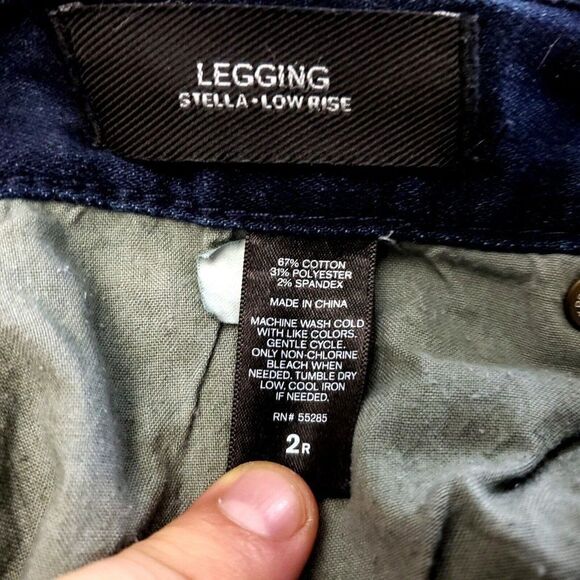 LEGGING
STELLA • LOW RISE
67% COTTON
31% POLYESTER
2% SPANDEX
MADE IN CHINA
MACHINE WASH COLD
WITH LIKE COLORS.
GENTLE CYCLE.
ONLY NON-CHLORINE
BLEACH WHEN
NEEDED. TUMBLE DRY
LOW, COOL IRON
IF NEEDED.
RN# 55285
2R